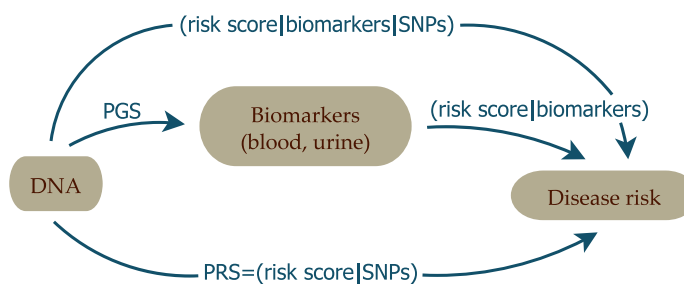 (risk score|biomarkers|SNPs)
PGS
Biomarkers
(blood, urine)
(risk score|biomarkers)
DNA
Disease risk
PRS=(risk score|SNPs)